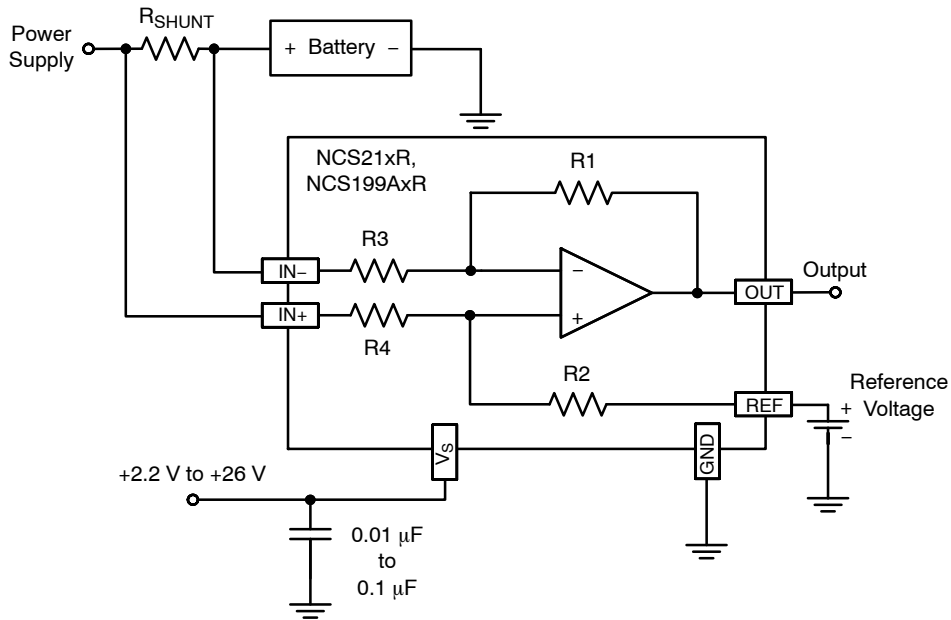 Power
Supply
RSHUNT
+ Battery −
NCS21xR,
NCS199AxR
R1
R3
IN−
−
Output
OUT
IN+
+
R4
R2
REF
Reference
Voltage
+
−
VS
GND
+2.2 V to +26 V
0.01 μF
to
0.1 μF